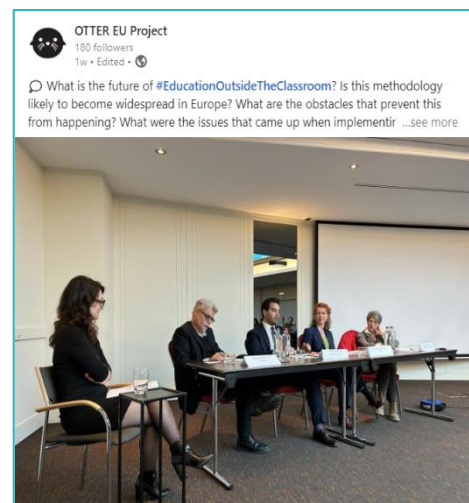 OTTER EU Project
180 followers
1w • Edited •
What is the future of #EducationOutsideTheClassroom? Is this methodology
likely to become widespread in Europe? What are the obstacles that prevent this
from happening? What were the issues that came up when implementir ...see more